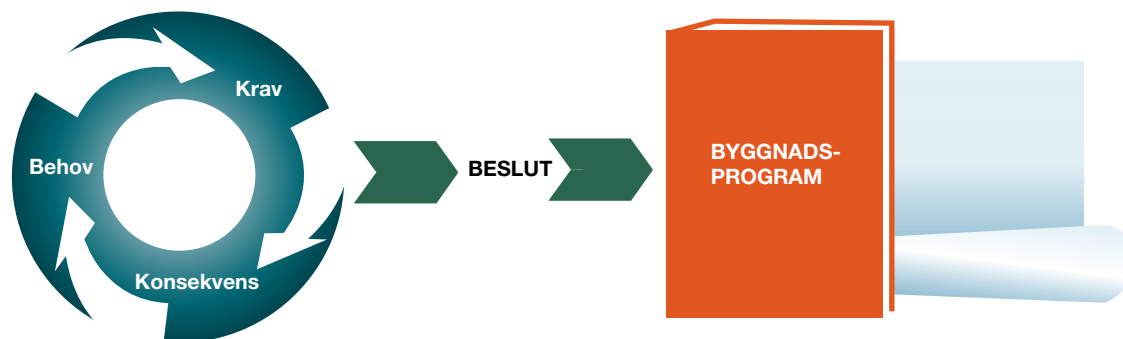 Krav
Behov
Konsekvens
BESLUT
BYGGNADS-
PROGRAM